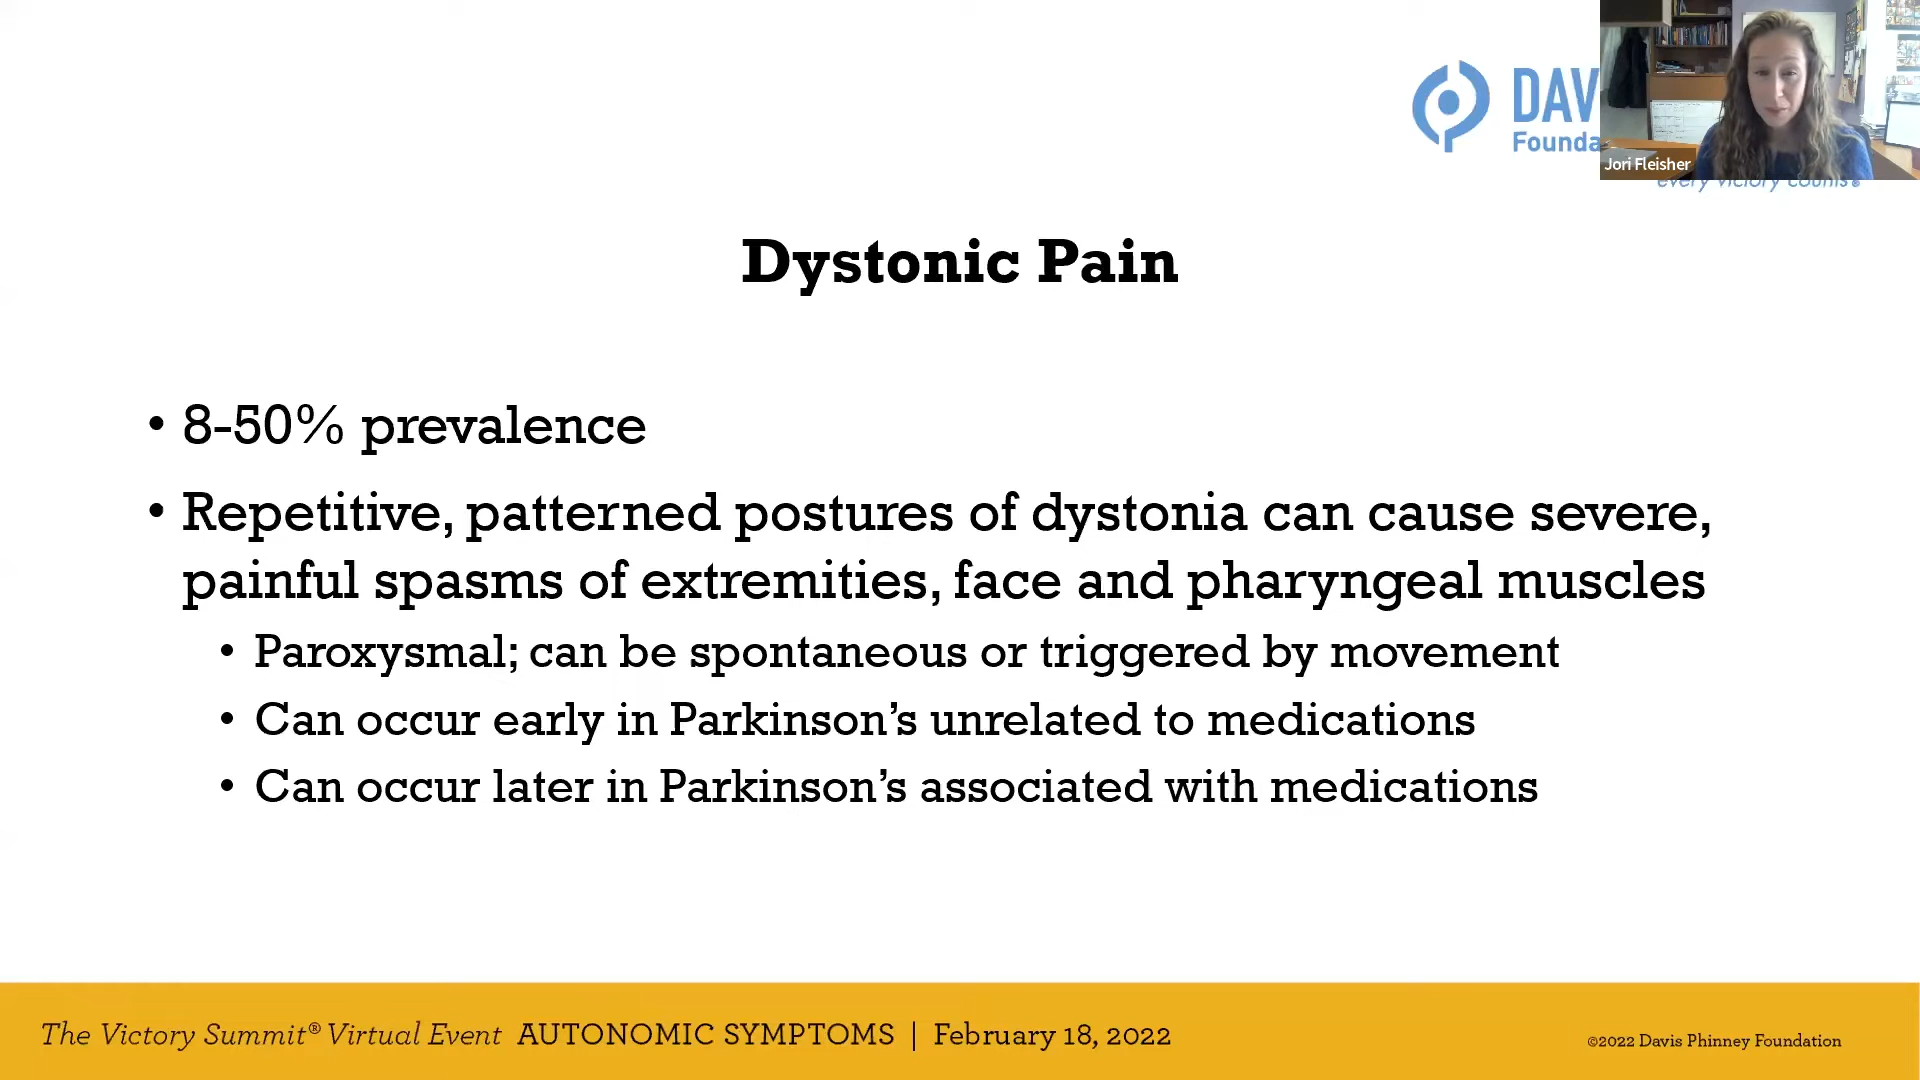 DAV
Founda
Jori Fleisher
every victory counts®
Dystonic Pain
• 8-50% prevalence
• Repetitive, patterned postures of dystonia can cause severe,
painful spasms of extremities, face and pharyngeal muscles
• Paroxysmal; can be spontaneous or triggered by movement
• Can occur early in Parkinson’s unrelated to medications
• Can occur later in Parkinson’s associated with medications
The Victory Summit® Virtual Event AUTONOMIC SYMPTOMS | February 18, 2022
©2022 Davis Phinney Foundation